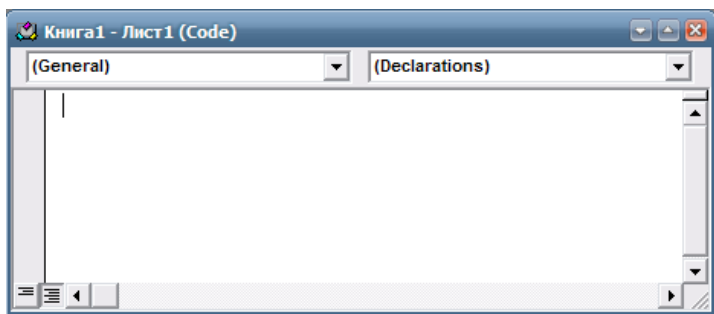 Книга1 - Лист1 (Code)
(General) (Declarations)